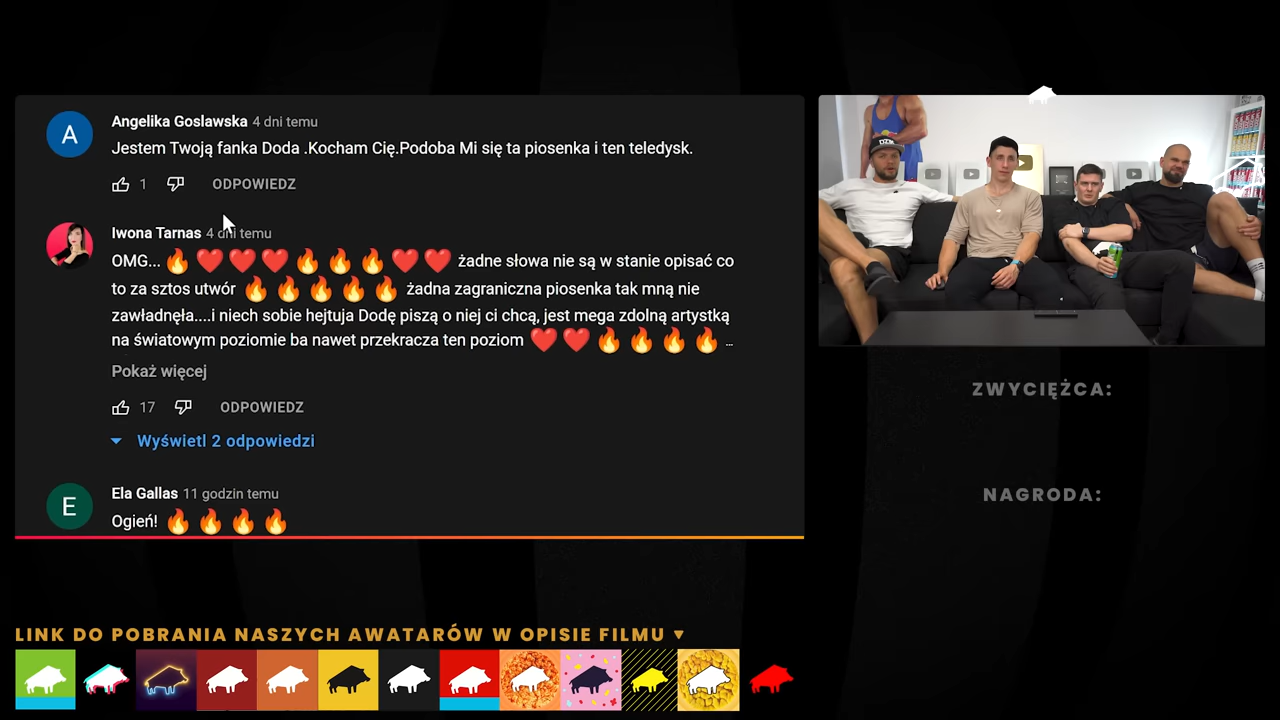 Angelika Goslawska 4 dni temu
Jestem Twoją fanka Doda .Kocham Cię.Podoba Mi się ta piosenka i ten teledysk.
1 ODPOWIEDZ
A
Iwona Tarnas 4 dni temu
OMG... 🔥 ❤️ ❤️ ❤️ 🔥 🔥 🔥 ❤️ ❤️ żadne słowa nie są w stanie opisać co
to za sztos utwór 🔥 🔥 🔥 🔥 🔥 żadna zagraniczna piosenka tak mną nie
zawładnęła....i niech sobie hejtuja Dodę piszą o niej ci chcą, jest mega zdolną artystką
na światowym poziomie ba nawet przekracza ten poziom ❤️ ❤️ 🔥 🔥 🔥 🔥 ...
Pokaż więcej
17 ODPOWIEDZ
Wyświetl 2 odpowiedzi
E
Ela Gallas 11 godzin temu
Ogień! 🔥 🔥 🔥 🔥
ZWYCIĘŻCA:
NAGRODA:
LINK DO POBRANIA NASZYCH AWATARÓW W OPISIE FILMU ▼